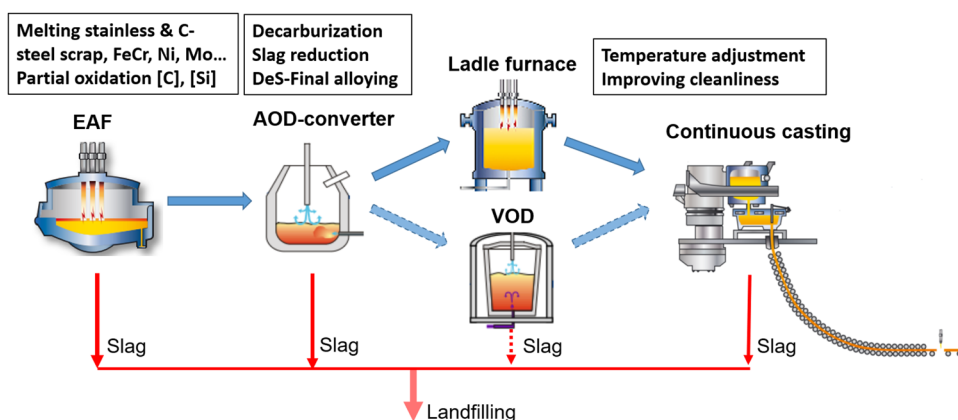 Melting stainless & C-
steel scrap, FeCr, Ni, Mo…
Partial oxidation [C], [Si]
Decarburization
Slag reduction
DeS-Final alloying
Ladle furnace
Temperature adjustment
Improving cleanliness
EAF
AOD-converter
Continuous casting
VOD
Slag
Slag
Slag
Slag
Landfilling